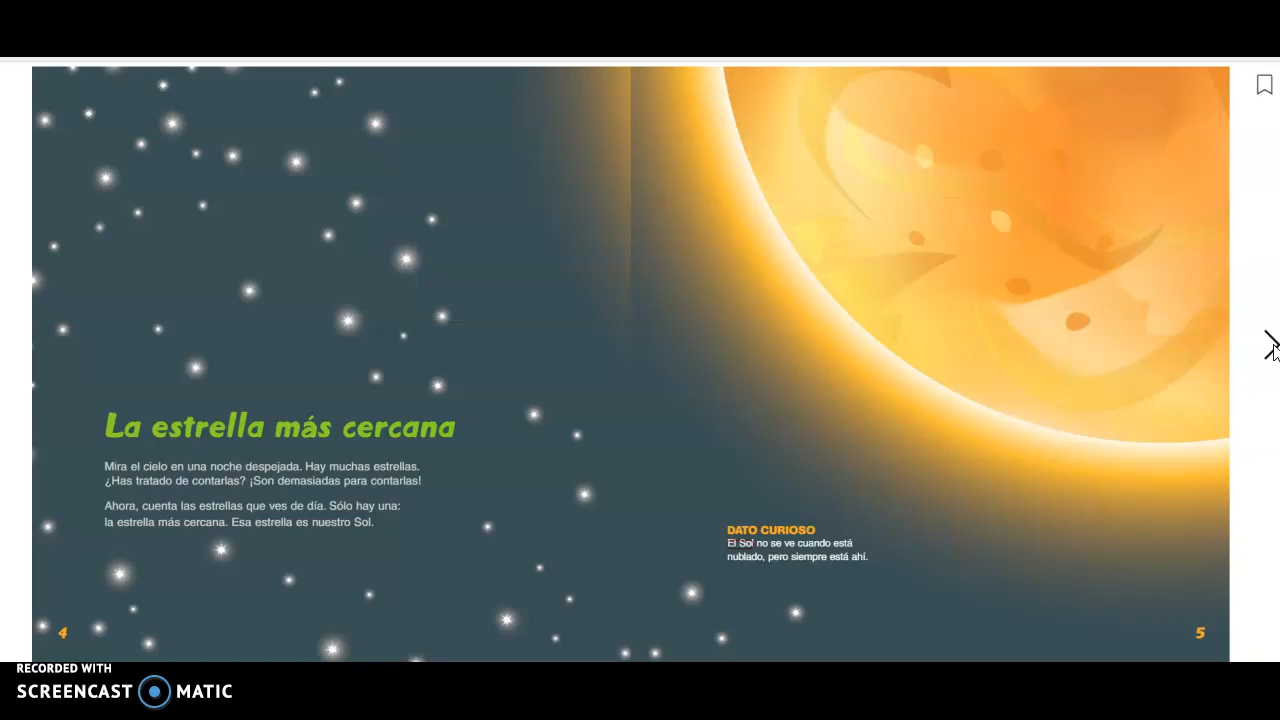 La estrella más cercana
Mira el cielo en una noche despejada. Hay muchas estrellas.
¿Has tratado de contarlas? ¡Son demasiadas para contarlas!
Ahora, cuenta las estrellas que ves de día. Sólo hay una:
la estrella más cercana. Esa estrella es nuestro Sol.
DATO CURIOSO
El Sol no se ve cuando está
nublado, pero siempre está ahí.
4
5
RECORDED WITH
SCREENCAST MATIC